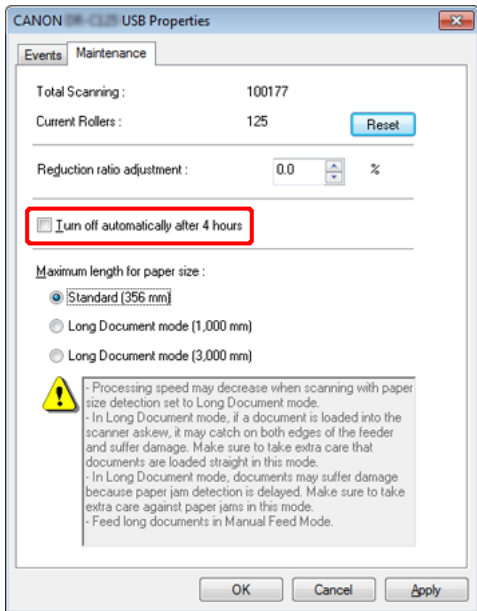 CANON USB Properties
Events Maintenance
Total Scanning : 100177
Current Rollers : 125 Reset
Reduction ratio adjustment : 0.0 %
Turn off automatically after 4 hours
Maximum length for paper size :
Standard (356 mm)
Long Document mode (1,000 mm)
Long Document mode (3,000 mm)
- Processing speed may decrease when scanning with paper
size detection set to Long Document mode.
- In Long Document mode, if a document is loaded into the
scanner askew, it may catch on both edges of the feeder
and suffer damage. Make sure to take extra care that
documents are loaded straight in this mode.
- In Long Document mode, documents may suffer damage
because paper jam detection is delayed. Make sure to take
extra care against paper jams in this mode.
- Feed long documents in Manual Feed Mode.
OK Cancel Apply